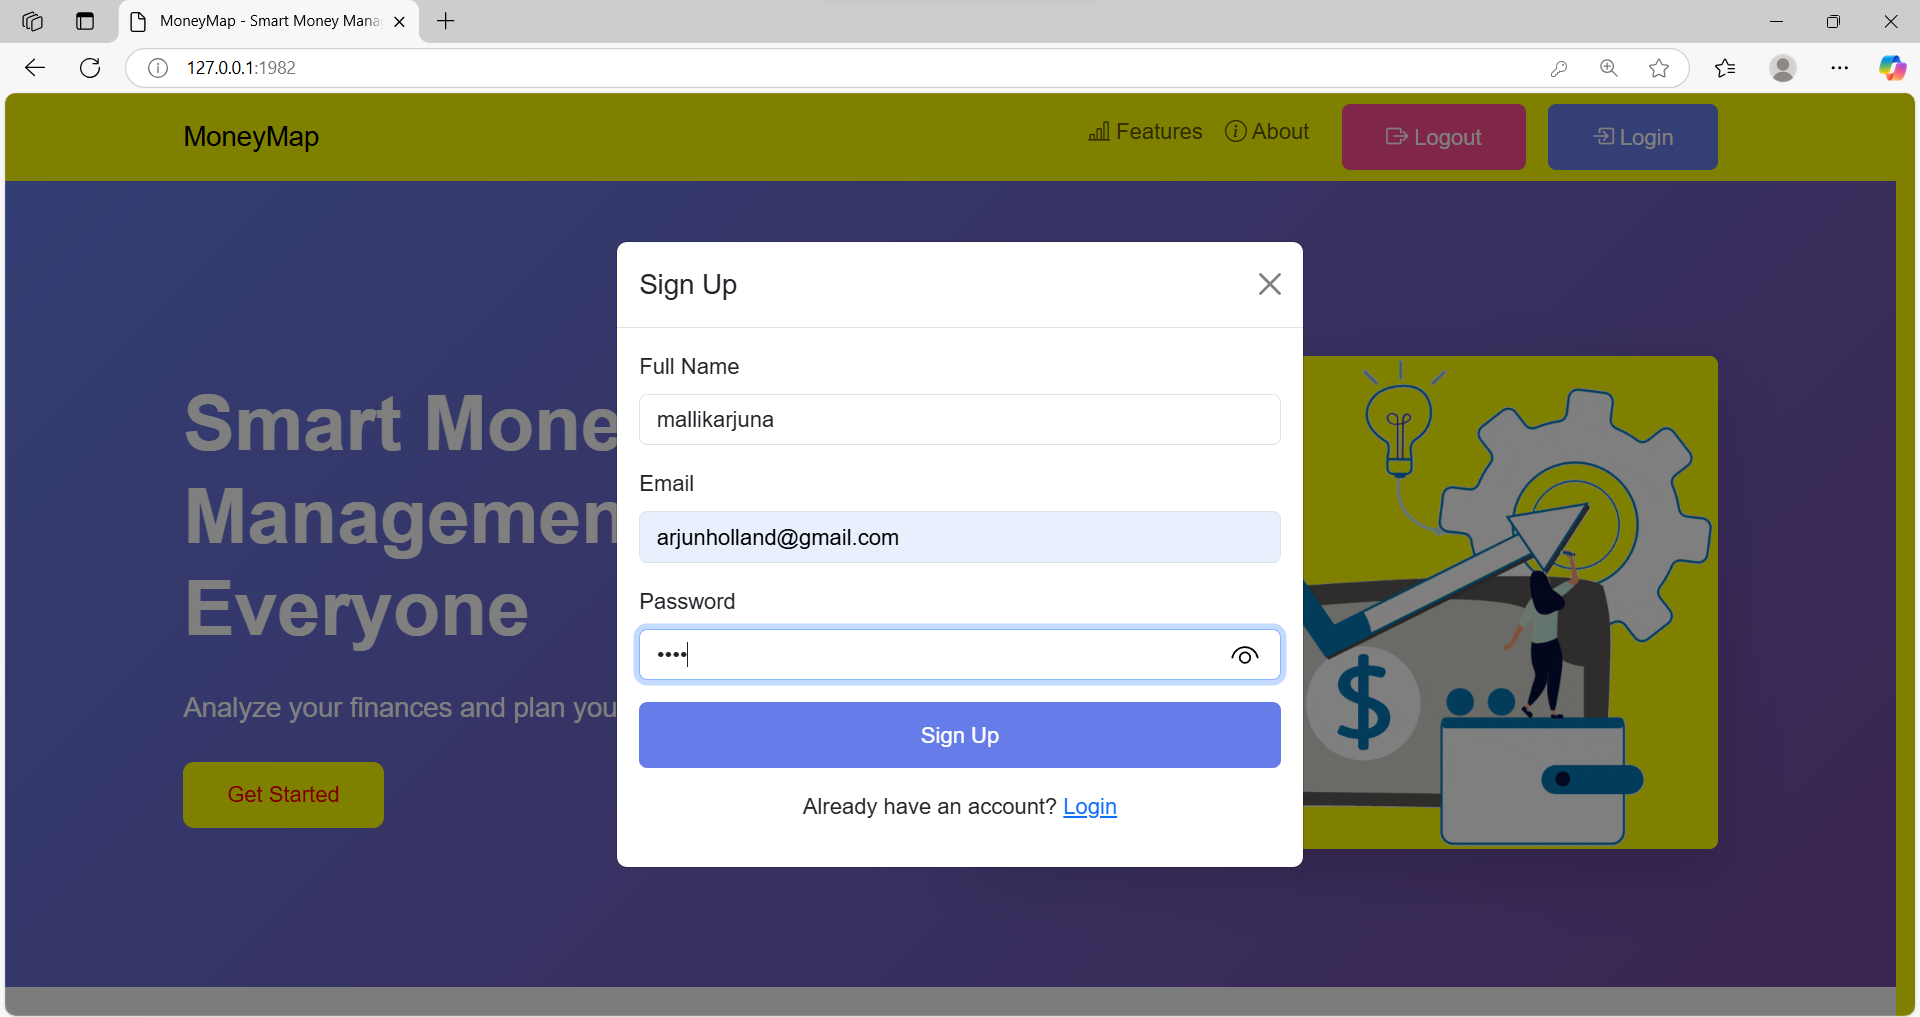 MoneyMap - Smart Money Mana
127.0.0.1:1982
MoneyMap
Features
About
Logout
Login
Smart Mone
Managemen
Everyone
Analyze your finances and plan you
Get Started
Sign Up
Full Name
mallikarjuna
Email
arjunholland@gmail.com
Password
••••
Sign Up
Already have an account? Login
$